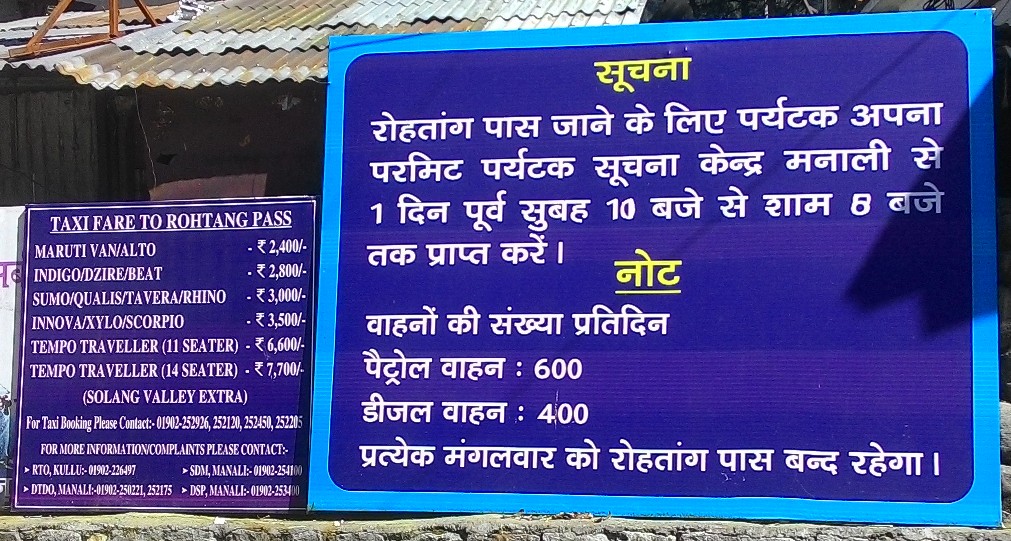 TAXI FARE TO ROHTANG PASS
MARUTI VAN/ALTO - ₹ 2,400/-
INDIGO/DZIRE/BEAT - ₹ 2,800/-
SUMO/QUALIS/TAVERA/RHINO - ₹ 3,000/-
INNOVA/XYLO/SCORPIO - ₹ 3,500/-
TEMPO TRAVELLER (11 SEATER) - ₹ 6,600/-
TEMPO TRAVELLER (14 SEATER) - ₹ 7,700/-
(SOLANG VALLEY EXTRA)
For Taxi Booking Please Contact:- 01902-252926, 252120, 252450, 252205
FOR MORE INFORMATION/COMPLAINTS PLEASE CONTACT:-
➤ RTO, KULLU:- 01902-226497 ➤ SDM, MANALI:- 01902-254100
➤ DTDO, MANALI:-01902-250221, 252175 ➤ DSP, MANALI:- 01902-253400
सूचना
रोहतांग पास जाने के लिए पर्यटक अपना
परमिट पर्यटक सूचना केन्द्र मनाली से
1 दिन पूर्व सुबह 10 बजे से शाम 8 बजे
तक प्राप्त करें।
नोट
वाहनों की संख्या प्रतिदिन
पैट्रोल वाहन : 600
डीजल वाहन : 400
प्रत्येक मंगलवार को रोहतांग पास बन्द रहेगा।